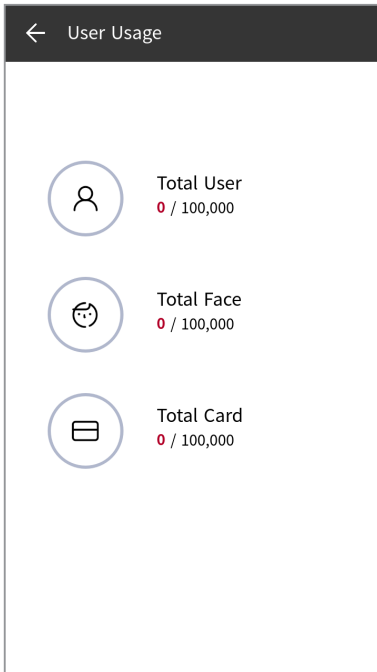 User Usage
Total User
0 / 100,000
Total Face
0 / 100,000
Total Card
0 / 100,000